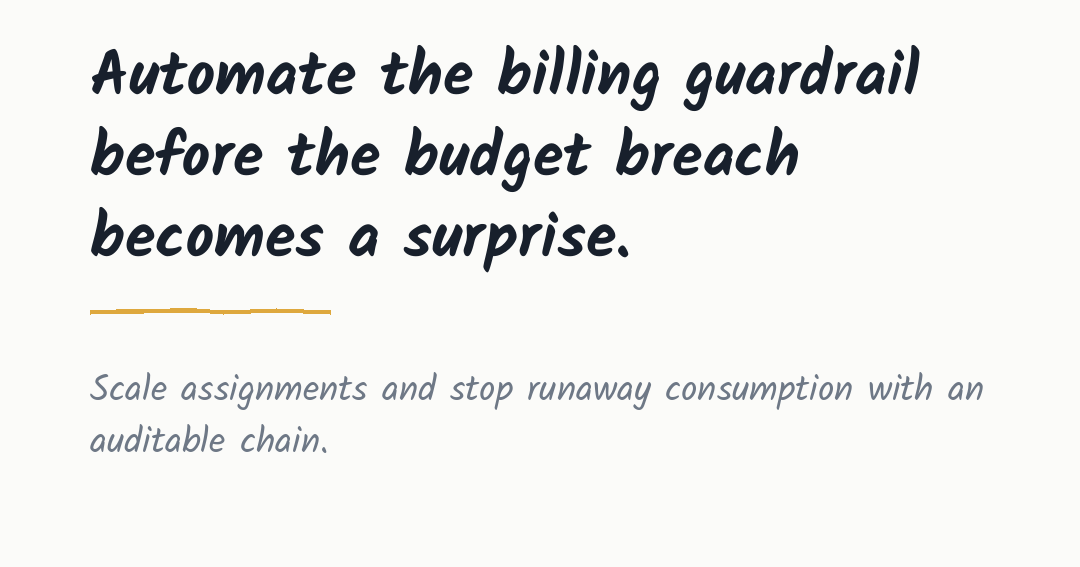 Automate the billing guardrail
before the budget breach
becomes a surprise.
Scale assignments and stop runaway consumption with an
auditable chain.